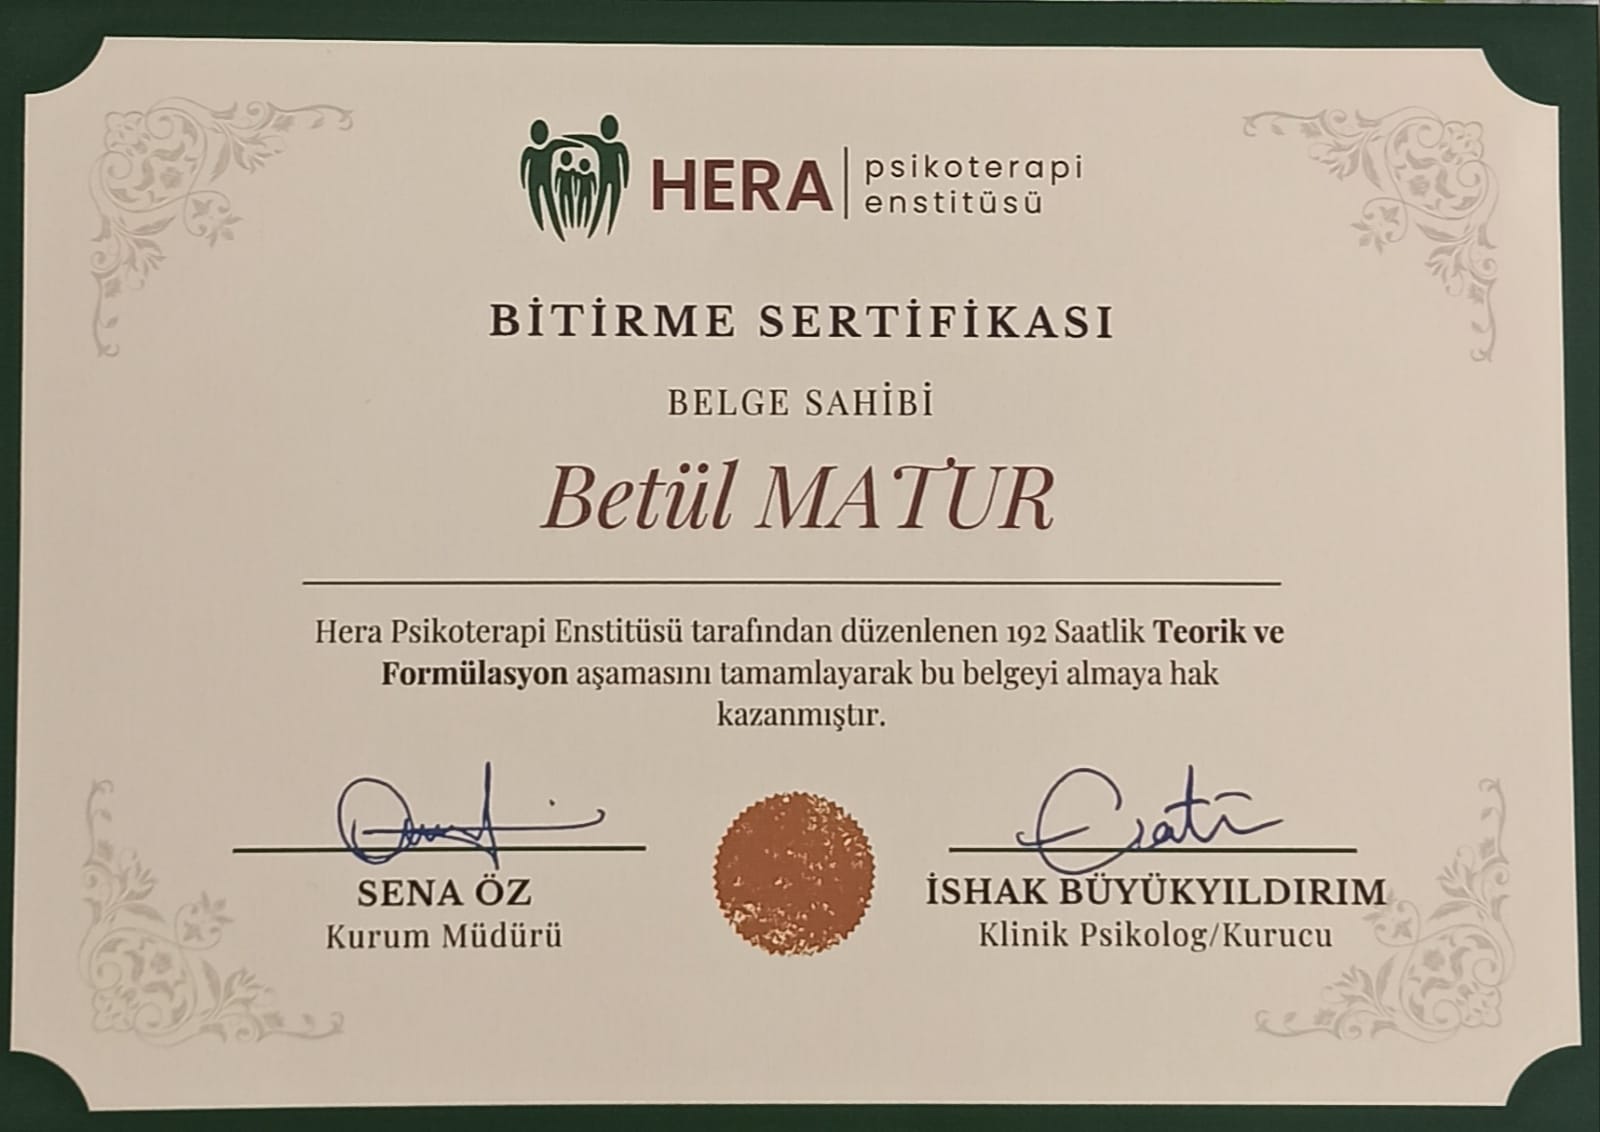 HERA psikoterapi
enstitüsü
BİTİRME SERTİFİKASI
BELGE SAHİBİ
Betül MATUR
Hera Psikoterapi Enstitüsü tarafından düzenlenen 192 Saatlik Teorik ve
Formülasyon aşamasını tamamlayarak bu belgeyi almaya hak
kazanmıştır.
SENA ÖZ
Kurum Müdürü
İSHAK BÜYÜKYILDIRIM
Klinik Psikolog/Kurucu